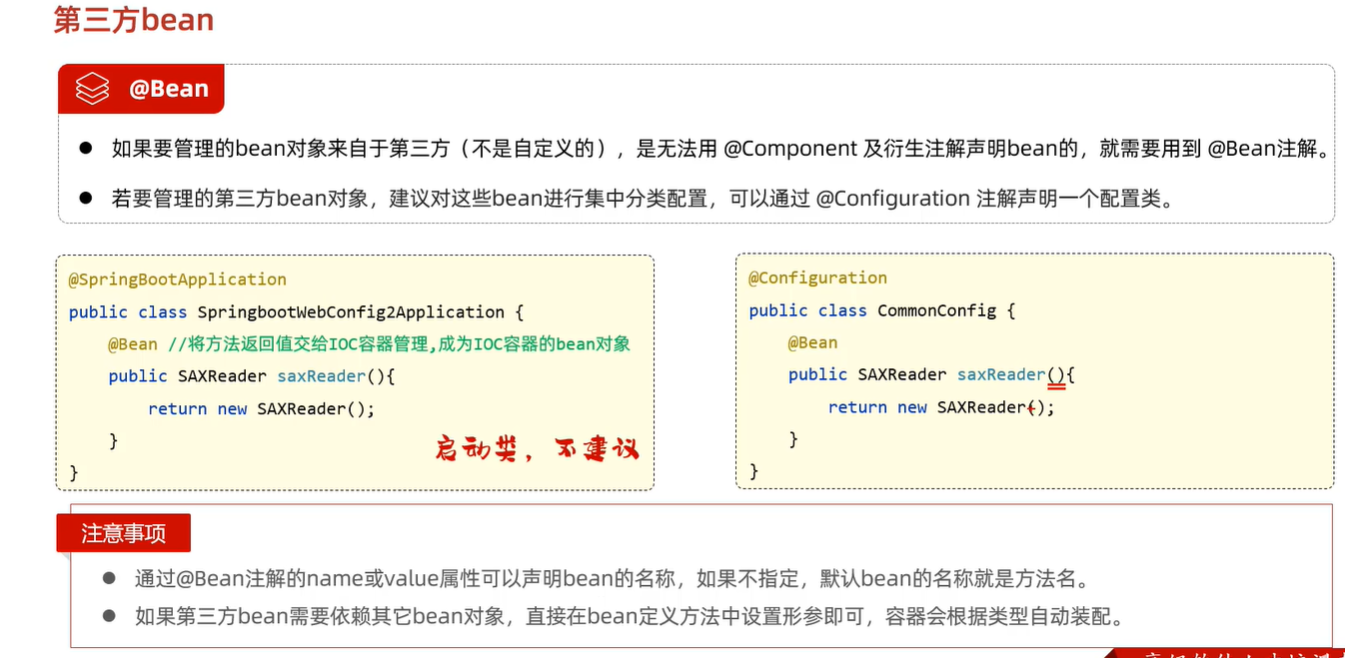 第三方bean
@Bean
● 如果要管理的bean对象来自于第三方（不是自定义的），是无法用 @Component 及衍生注解声明bean的，就需要用到 @Bean注解。
● 若要管理的第三方bean对象，建议对这些bean进行集中分类配置，可以通过 @Configuration 注解声明一个配置类。
@SpringBootApplication
public class SpringbootWebConfig2Application {
@Bean //将方法返回值交给IOC容器管理,成为IOC容器的bean对象
public SAXReader saxReader(){
return new SAXReader();
}
}
启动类，不建议
@Configuration
public class CommonConfig {
@Bean
public SAXReader saxReader(){
return new SAXReader();
}
}
注意事项
● 通过@Bean注解的name或value属性可以声明bean的名称，如果不指定，默认bean的名称就是方法名。
● 如果第三方bean需要依赖其它bean对象，直接在bean定义方法中设置形参即可，容器会根据类型自动装配。